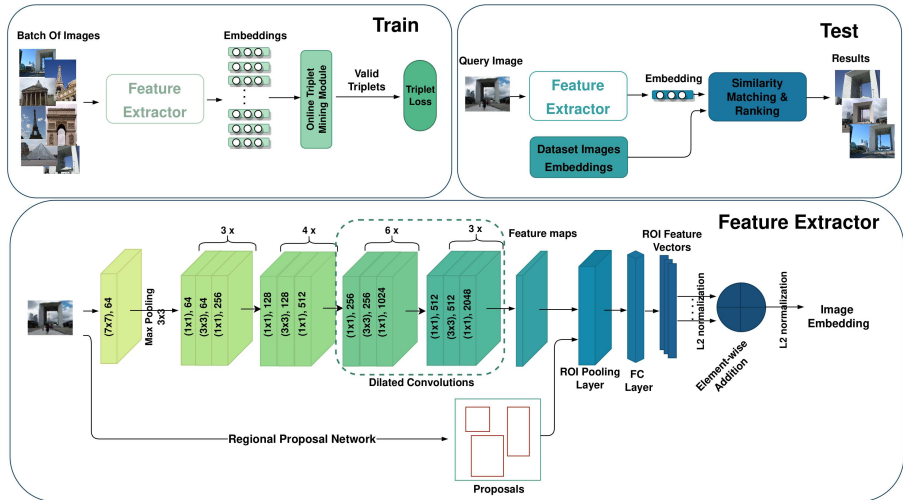 Train
Batch Of Images
Embeddings
Feature
Extractor
Online Triplet
Mining Module
Valid
Triplets
Triplet
Loss
Test
Query Image
Feature
Extractor
Embedding
Similarity
Matching &
Ranking
Results
Dataset Images
Embeddings
Feature Extractor
(7x7), 64
Max Pooling
3x3
3 x
(1x1), 64
(3x3), 64
(1x1), 256
4 x
(1x1), 128
(3x3), 128
(1x1), 512
6 x
(1x1), 256
(3x3), 256
(1x1), 1024
3 x
(1x1), 512
(3x3), 512
(1x1), 2048
Dilated Convolutions
Feature maps
ROI Pooling
Layer
FC
Layer
ROI Feature
Vectors
L2 normalization
Element-wise
Addition
L2 normalization
Image
Embedding
Regional Proposal Network
Proposals